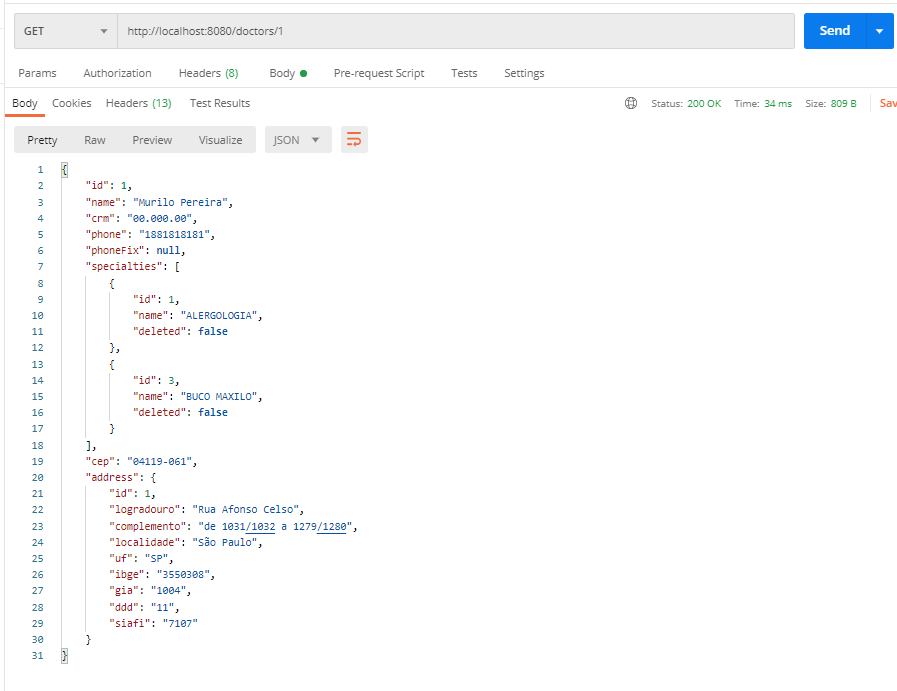 GET http://localhost:8080/doctors/1 Send
Params Authorization Headers (8) Body Pre-request Script Tests Settings
Body Cookies Headers (13) Test Results Status: 200 OK Time: 34 ms Size: 809 B Sav
Pretty Raw Preview Visualize JSON
1 {
2 "id": 1,
3 "name": "Murilo Pereira",
4 "crm": "00.000.00",
5 "phone": "1881818181",
6 "phoneFix": null,
7 "specialties": [
8 {
9 "id": 1,
10 "name": "ALERGOLOGIA",
11 "deleted": false
12 },
13 {
14 "id": 3,
15 "name": "BUCO MAXILO",
16 "deleted": false
17 }
18 ],
19 "cep": "04119-061",
20 "address": {
21 "id": 1,
22 "logradouro": "Rua Afonso Celso",
23 "complemento": "de 1031/1032 a 1279/1280",
24 "localidade": "São Paulo",
25 "uf": "SP",
26 "ibge": "3550308",
27 "gia": "1004",
28 "ddd": "11",
29 "siafi": "7107"
30 }
31 }